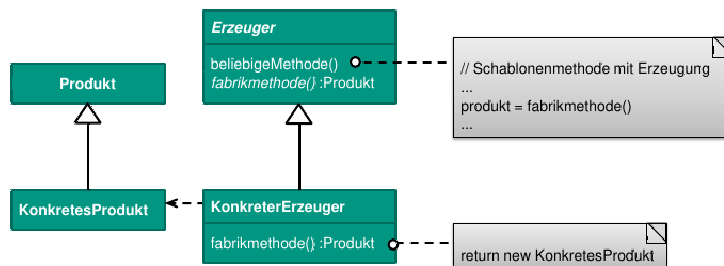 Erzeuger
beliebigeMethode()
fabrikmethode() :Produkt
// Schablonenmethode mit Erzeugung
...
produkt = fabrikmethode()
...
Produkt
KonkretesProdukt
KonkreterErzeuger
fabrikmethode() :Produkt
return new KonkretesProdukt